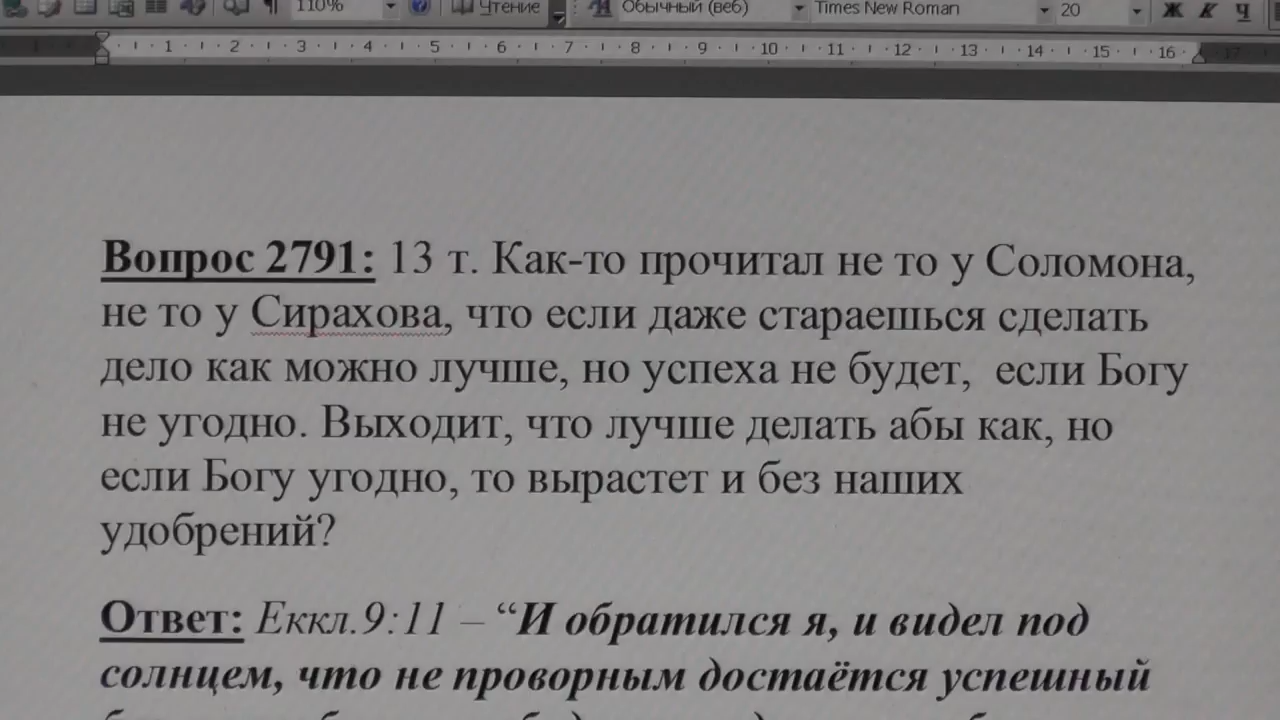 110% Чтение Обычный (веб) Times New Roman 20 Ж К Ч
1 2 3 4 5 6 7 8 9 10 11 12 13 14 15 16 17
Вопрос 2791: 13 т. Как-то прочитал не то у Соломона,
не то у Сирахова, что если даже стараешься сделать
дело как можно лучше, но успеха не будет, если Богу
не угодно. Выходит, что лучше делать абы как, но
если Богу угодно, то вырастет и без наших
удобрений?
Ответ: Еккл.9:11 – “И обратился я, и видел под
солнцем, что не проворным достаётся успешный